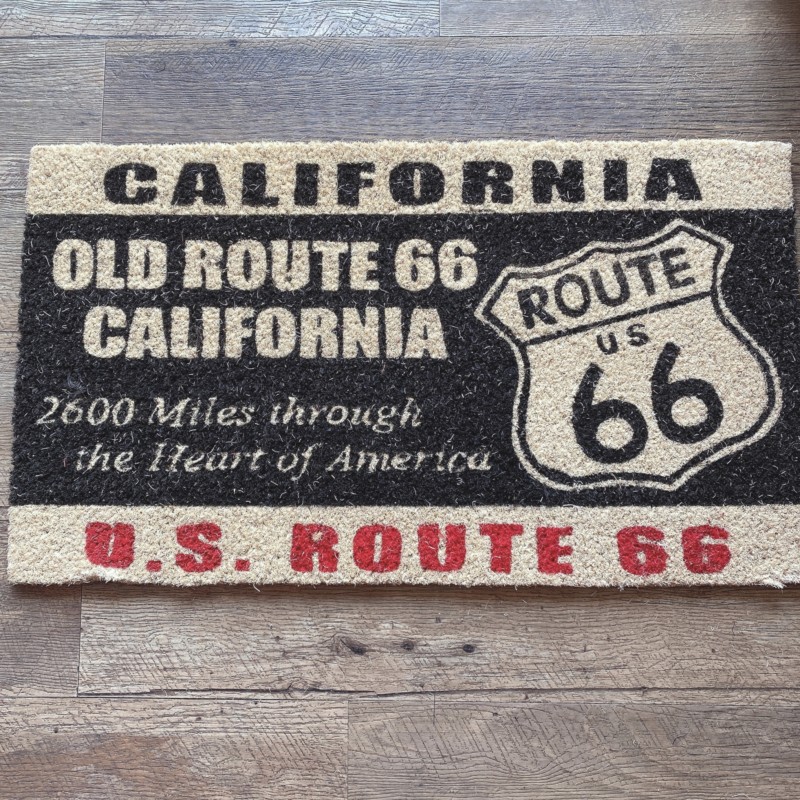 CALIFORNIA
OLD ROUTE 66
CALIFORNIA
2600 Miles through
the Heart of America
ROUTE
US
66
U.S. ROUTE 66